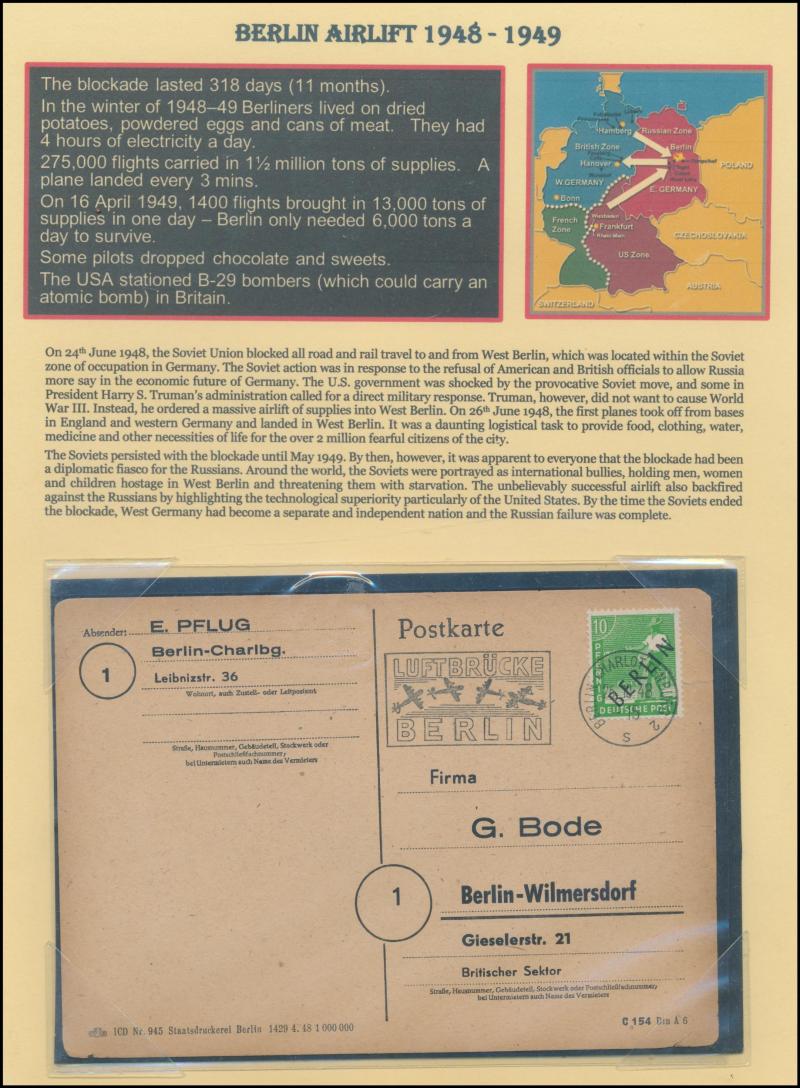 BERLIN AIRLIFT 1948 - 1949
The blockade lasted 318 days (11 months).
In the winter of 1948–49 Berliners lived on dried
potatoes, powdered eggs and cans of meat. They had
4 hours of electricity a day.
275,000 flights carried in 1½ million tons of supplies. A
plane landed every 3 mins.
On 16 April 1949, 1400 flights brought in 13,000 tons of
supplies in one day – Berlin only needed 6,000 tons a
day to survive.
Some pilots dropped chocolate and sweets.
The USA stationed B-29 bombers (which could carry an
atomic bomb) in Britain.
Hamberg
Russian Zone
British Zone
Berlin
Hanover
POLAND
W.GERMANY
E. GERMANY
Bonn
French
Zone
Wiesbaden
Frankfurt
Rhein Main
US Zone
CZECHOSLOVAKIA
AUSTRIA
SWITZERLAND
On 24th June 1948, the Soviet Union blocked all road and rail travel to and from West Berlin, which was located within the Soviet
zone of occupation in Germany. The Soviet action was in response to the refusal of American and British officials to allow Russia
more say in the economic future of Germany. The U.S. government was shocked by the provocative Soviet move, and some in
President Harry S. Truman's administration called for a direct military response. Truman, however, did not want to cause World
War III. Instead, he ordered a massive airlift of supplies into West Berlin. On 26th June 1948, the first planes took off from bases
in England and western Germany and landed in West Berlin. It was a daunting logistical task to provide food, clothing, water,
medicine and other necessities of life for the over 2 million fearful citizens of the city.
The Soviets persisted with the blockade until May 1949. By then, however, it was apparent to everyone that the blockade had been
a diplomatic fiasco for the Russians. Around the world, the Soviets were portrayed as international bullies, holding men, women
and children hostage in West Berlin and threatening them with starvation. The unbelievably successful airlift also backfired
against the Russians by highlighting the technological superiority particularly of the United States. By the time the Soviets ended
the blockade, West Germany had become a separate and independent nation and the Russian failure was complete.
Absender: E. PFLUG
1
Berlin-Charlbg.
Leibnizstr. 36
Wohnort, auch Zustell- oder Leitpostamt
Straße, Hausnummer, Gebäudeteil, Stockwerk oder
Postschließfachnummer,
bei Untermietern auch Name des Vermieters
Postkarte
LUFTBRÜCKE
BERLIN
10
PFENNIG
BERLIN
DEUTSCHE POST
Firma
G. Bode
1
Berlin-Wilmersdorf
Gieselerstr. 21
Britischer Sektor
Straße, Hausnummer, Gebäudeteil, Stockwerk oder Postschließfachnummer,
bei Untermietern auch Name des Vermieters
ICD Nr. 945 Staatsdruckerei Berlin 1429 4. 48 1 000 000
C 154 Din A 6